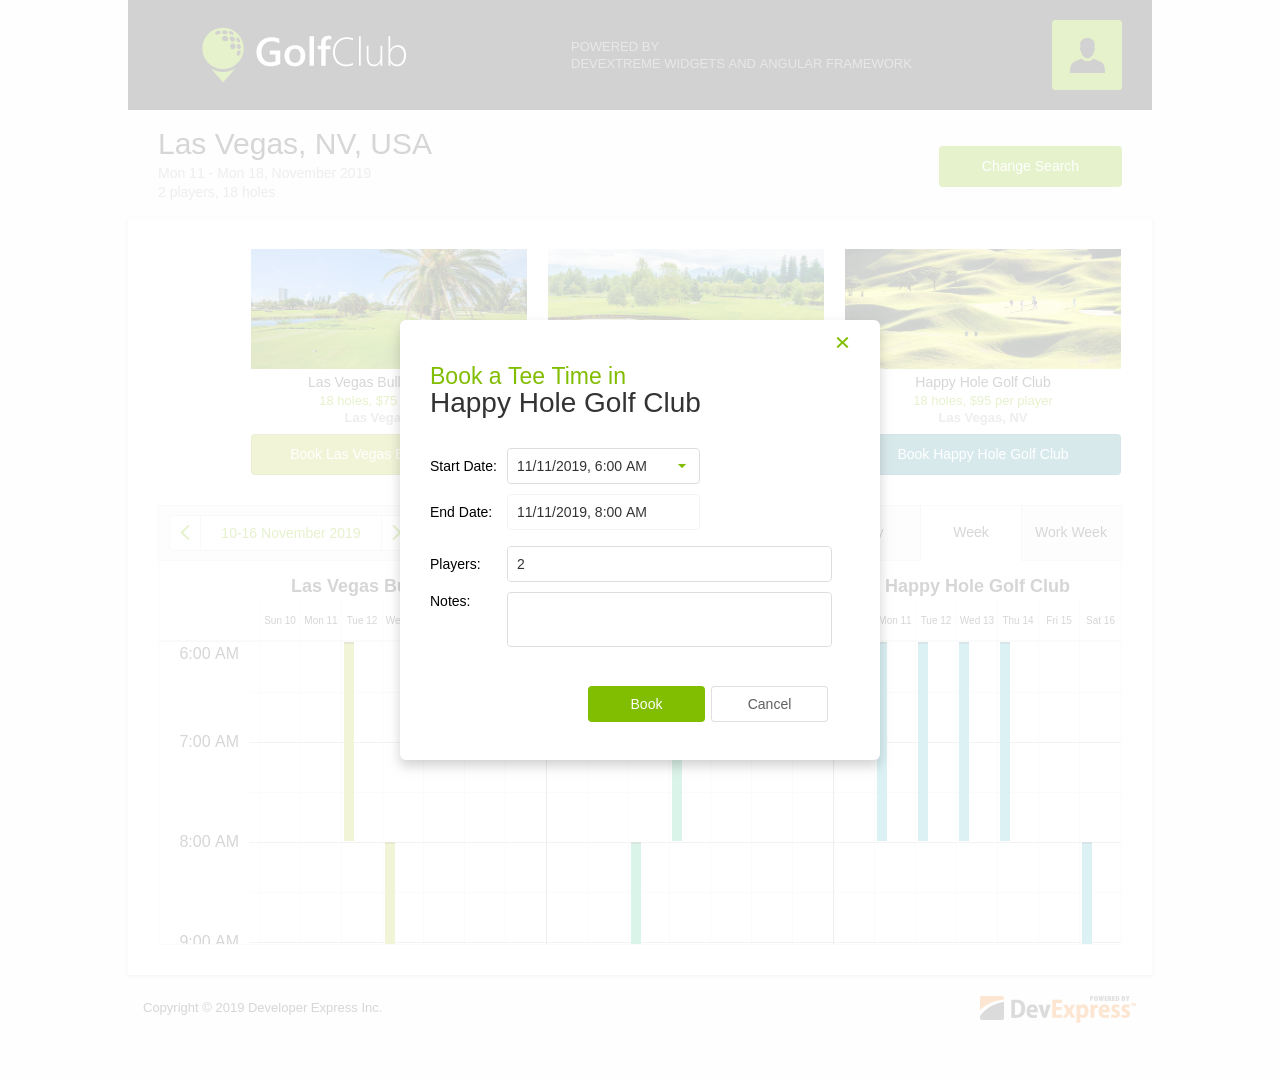 GolfClub
POWERED BY
DEVEXTREME WIDGETS AND ANGULAR FRAMEWORK
Las Vegas, NV, USA
Mon 11 - Mon 18, November 2019
2 players, 18 holes
Change Search
Las Vegas Bull
18 holes, $75
Las Vega
Book Las Vegas
Happy Hole Golf Club
18 holes, $95 per player
Las Vegas, NV
Book Happy Hole Golf Club
Book a Tee Time in
Happy Hole Golf Club
Start Date: 11/11/2019, 6:00 AM
End Date: 11/11/2019, 8:00 AM
Players: 2
Notes:
Book Cancel
10-16 November 2019
Week Work Week
Las Vegas Bu
Happy Hole Golf Club
Sun 10 Mon 11 Tue 12 We
Mon 11 Tue 12 Wed 13 Thu 14 Fri 15 Sat 16
6:00 AM
7:00 AM
8:00 AM
9:00 AM
Copyright © 2019 Developer Express Inc.
POWERED BY
DevExpress